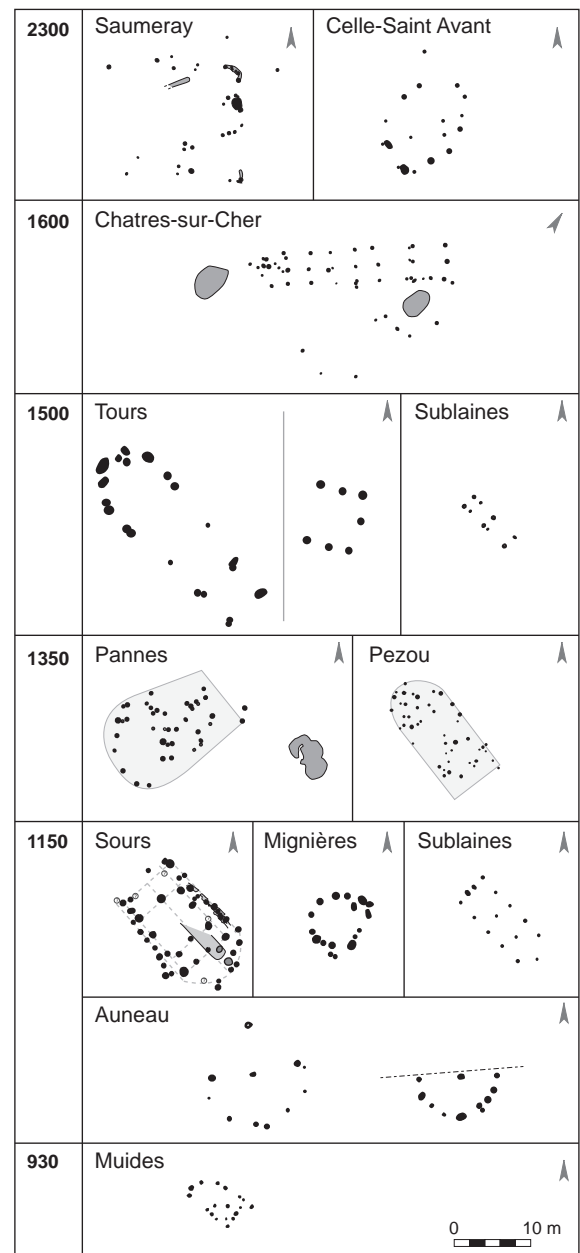 2300 Saumeray Celle-Saint Avant
1600 Chatres-sur-Cher
1500 Tours Sublaines
1350 Pannes Pezou
1150 Sours Mignières Sublaines
Auneau
930 Muides
0 10 m